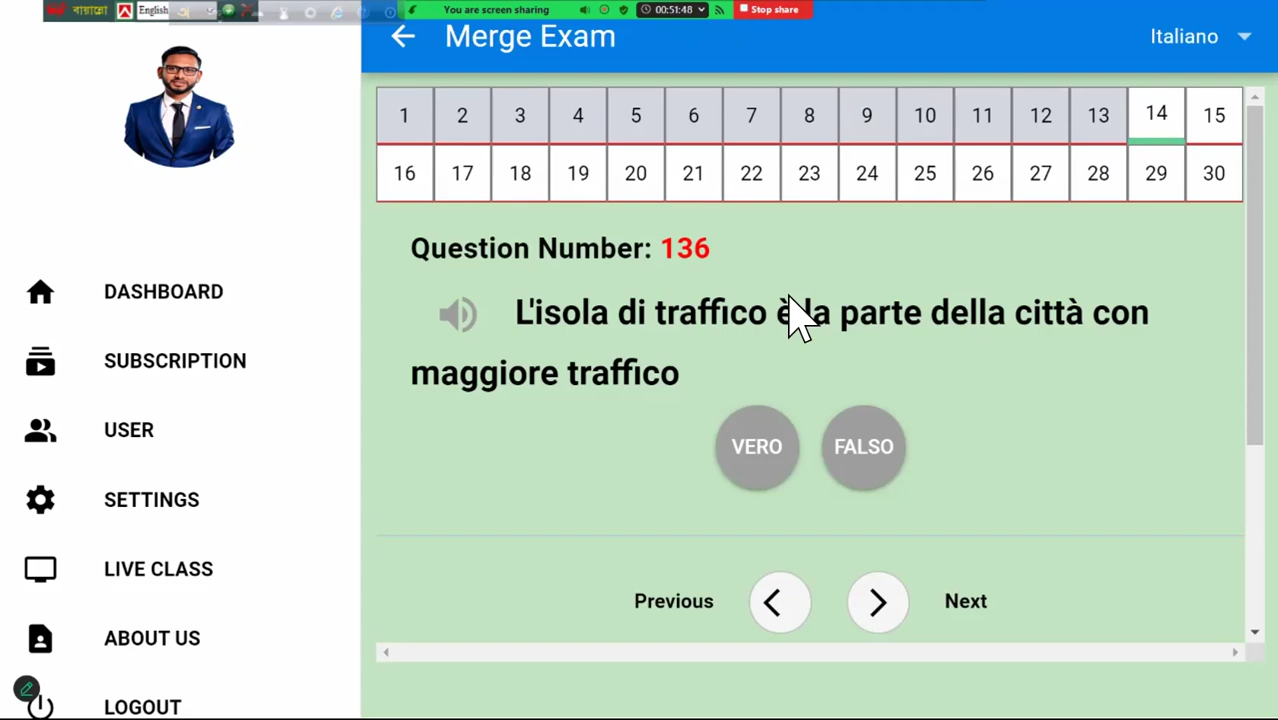 বায়ান্নো English You are screen sharing 00:51:48 Stop share
Merge Exam Italiano
1 2 3 4 5 6 7 8 9 10 11 12 13 14 15
16 17 18 19 20 21 22 23 24 25 26 27 28 29 30
Question Number: 136
L'isola di traffico è la parte della città con
maggiore traffico
VERO FALSO
Previous Next
DASHBOARD
SUBSCRIPTION
USER
SETTINGS
LIVE CLASS
ABOUT US
LOGOUT